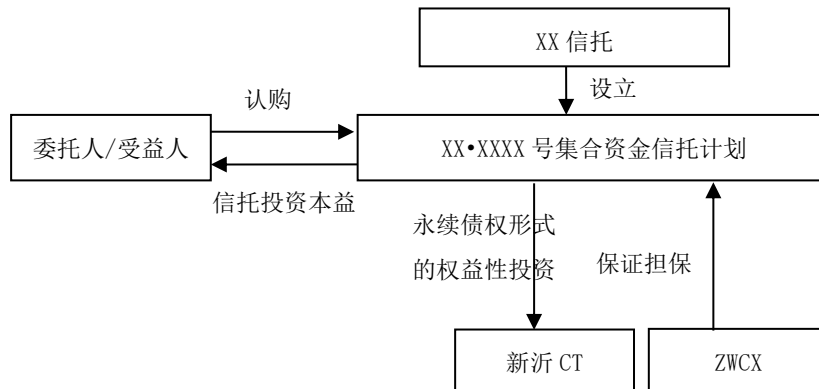 XX 信托
设立
认购
委托人/受益人
XX•XXXX 号集合资金信托计划
信托投资本益
永续债权形式
的权益性投资
保证担保
新沂 CT
ZWCX